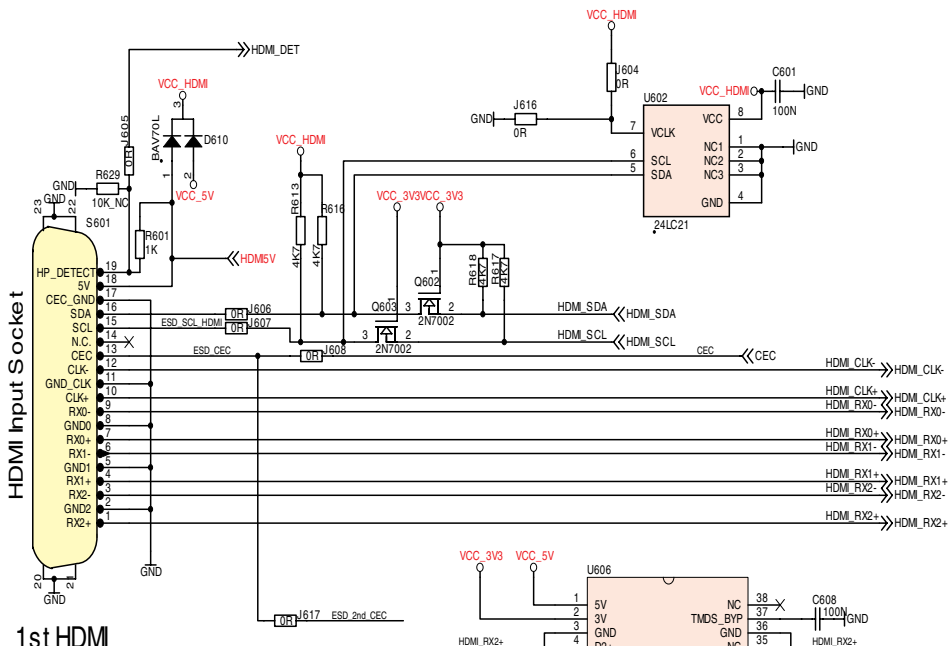 VCC_HDMI
HDMI_DET
J605
0R
VCC_HDMI
3
BAV70L
D610
1
2
VCC_5V
GND
R629
10K_NC
GND
23
22
S601
R601
1K
HDMI5V
VCC_HDMI
R613
4K7
R616
4K7
J604
0R
GND
J616
0R
U602
VCC_HDMI
C601
100N
GND
7
VCLK
VCC
8
6
SCL
5
SDA
NC1
1
NC2
2
NC3
3
GND
4
GND
24LC21
VCC_3V3
VCC_3V3
Q602
1
3
2
2N7002
Q603
1
3
2
2N7002
R618
4K7
R617
4K7
HDMI Input Socket
HP_DETECT
19
5V
18
CEC_GND
17
SDA
16
SCL
15
N.C.
14
CEC
13
CLK-
12
GND_CLK
11
CLK+
10
RX0-
9
GND0
8
RX0+
7
RX1-
6
GND1
5
RX1+
4
RX2-
3
GND2
2
RX2+
1
20
21
GND
GND
J606
0R
ESD_SCL_HDMI
J607
0R
ESD_CEC
J608
0R
HDMI_SDA
HDMI_SDA
HDMI_SCL
HDMI_SCL
CEC
CEC
HDMI_CLK-
HDMI_CLK-
HDMI_CLK+
HDMI_CLK+
HDMI_RX0-
HDMI_RX0-
HDMI_RX0+
HDMI_RX0+
HDMI_RX1-
HDMI_RX1-
HDMI_RX1+
HDMI_RX1+
HDMI_RX2-
HDMI_RX2-
HDMI_RX2+
HDMI_RX2+
J617
0R
ESD_2nd_CEC
1st HDMI
VCC_3V3
VCC_5V
U606
1
5V
2
3V
3
GND
4
NC
38
TMDS_BYP
37
GND
36
NC
35
C608
100N
GND
HDMI_RX2+
HDMI_RX2+